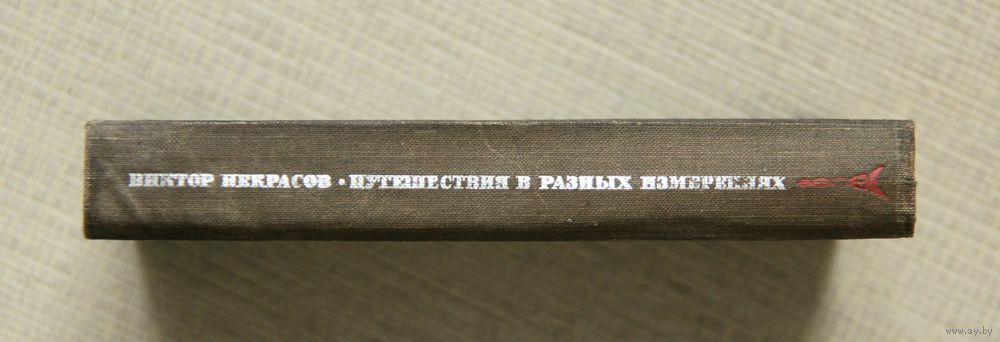 ВИКТОР НЕКРАСОВ • ПУТЕШЕСТВИЯ В РАЗНЫХ ИЗМЕРЕНИЯХ
www.ay.by